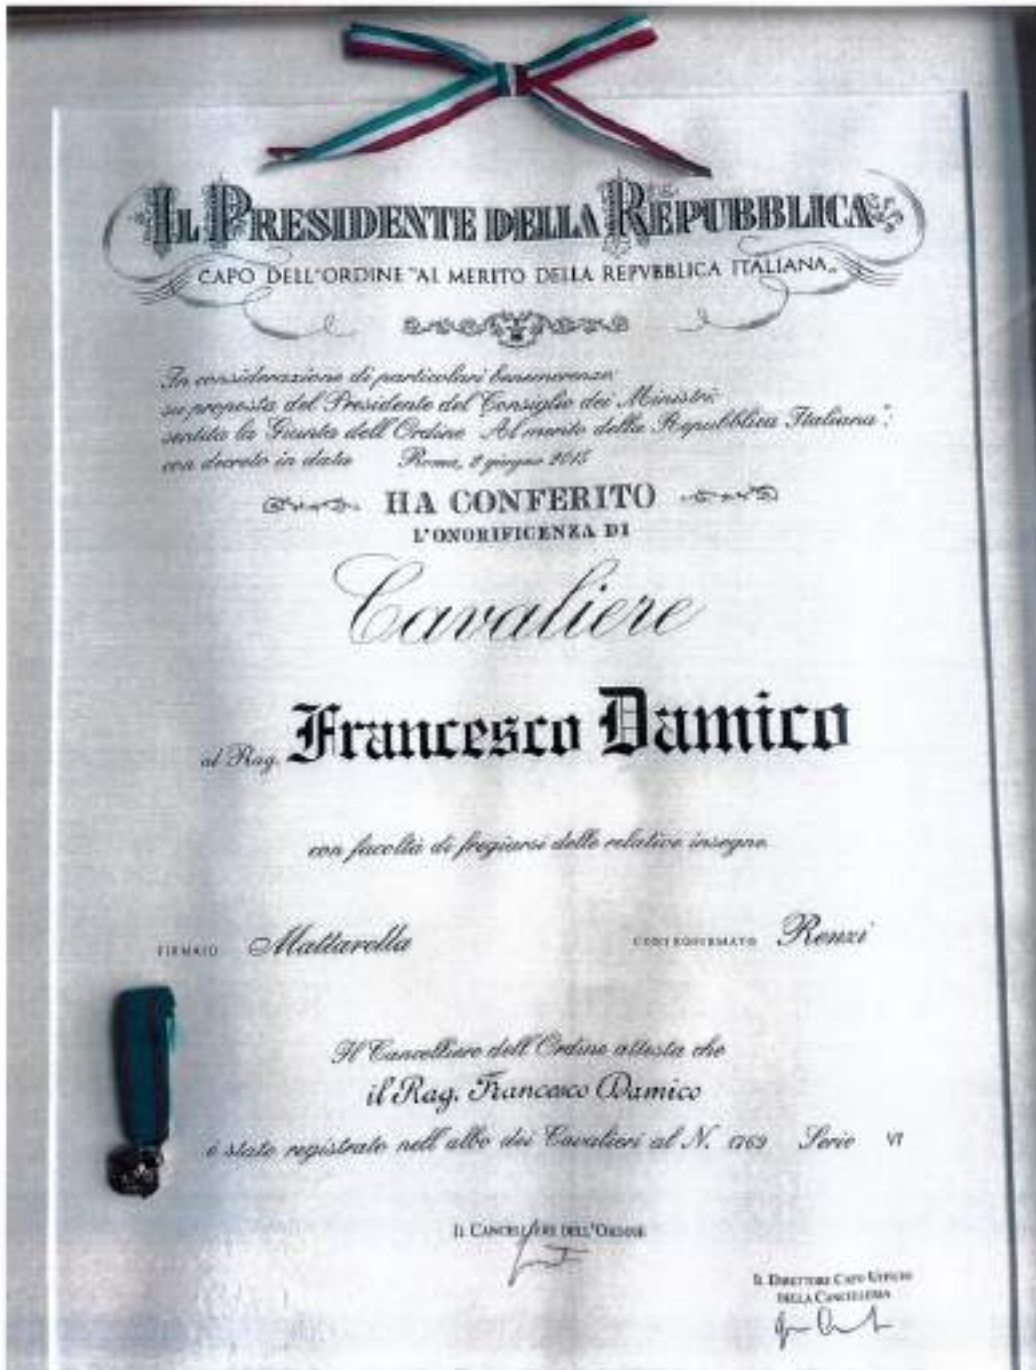 IL PRESIDENTE DELLA REPUBBLICA
CAPO DELL'ORDINE "AL MERITO DELLA REPVBBLICA ITALIANA„
In considerazione di particolari benemerenze;
su proposta del Presidente del Consiglio dei Ministri;
sentita la Giunta dell'Ordine "Al merito della Repubblica Italiana";
con decreto in data Roma, 2 giugno 2015
HA CONFERITO
L'ONORIFICENZA DI
Cavaliere
al Rag. Francesco Damico
con facoltà di fregiarsi delle relative insegne.
FIRMATO Mattarella CONTROFIRMATO Renzi
Il Cancelliere dell'Ordine attesta che
il Rag. Francesco Damico
è stato registrato nell'albo dei Cavalieri al N. 1769 Serie VI
IL CANCELLIERE DELL'ORDINE
IL DIRETTORE CAPO UFFICIO
DELLA CANCELLERIA